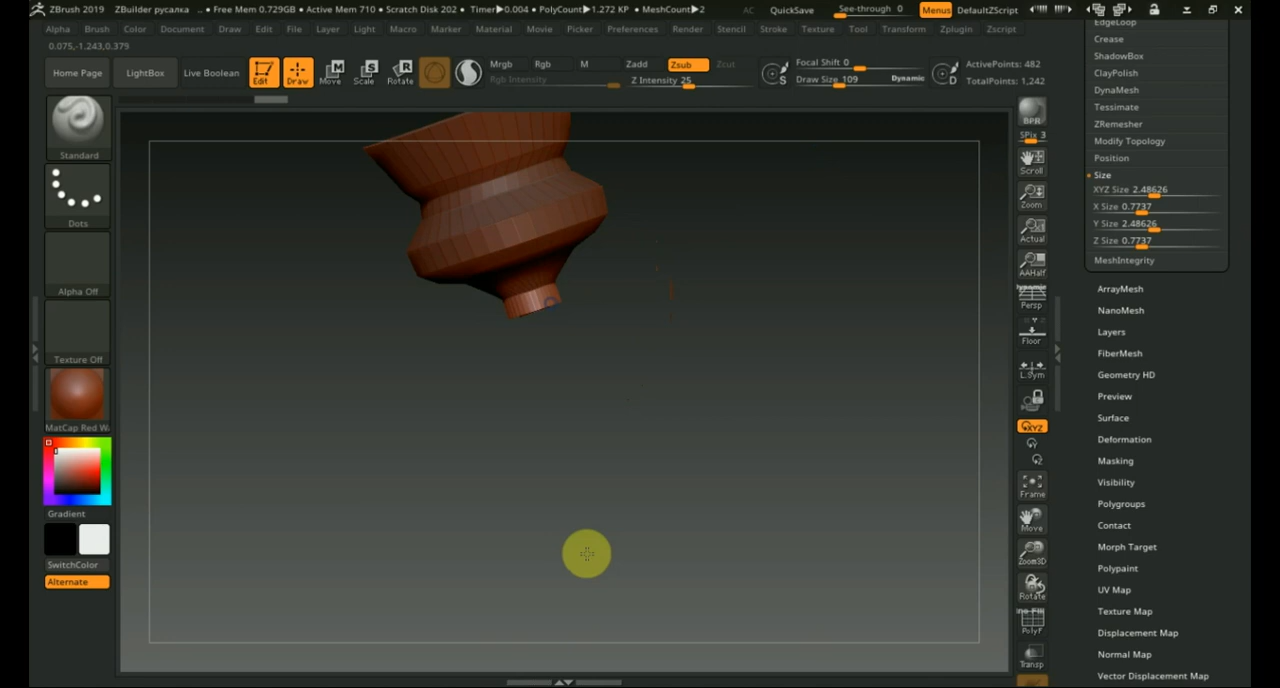 ZBrush 2019 ZBuilder русалка .. • Free Mem 0.729GB • Active Mem 710 • Scratch Disk 202 • Timer▶0.004 • PolyCount▶1.272 KP • MeshCount▶2 AC QuickSave See-through 0 Menus DefaultZScript
Alpha Brush Color Document Draw Edit File Layer Light Macro Marker Material Movie Picker Preferences Render Stencil Stroke Texture Tool Transform Zplugin Zscript
0.075,-1.243,0.379
Home Page LightBox Live Boolean Edit Draw Move Scale Rotate
Mrgb Rgb M Zadd Zsub Zcut
Rgb Intensity Z Intensity 25
Focal Shift 0
Draw Size 109 Dynamic
ActivePoints: 482
TotalPoints: 1,242
Standard
Dots
Alpha Off
Texture Off
MatCap Red W
Gradient
SwitchColor
Alternate
BPR
SPix 3
Scroll
Zoom
Actual
AAHalf
Persp
Floor
L.Sym
XYZ
Frame
Move
Zoom3D
Rotate
PolyF
Transp
EdgeLoop
Crease
ShadowBox
ClayPolish
DynaMesh
Tessimate
ZRemesher
Modify Topology
Position
Size
XYZ Size 2.48626
X Size 0.7737
Y Size 2.48626
Z Size 0.7737
MeshIntegrity
ArrayMesh
NanoMesh
Layers
FiberMesh
Geometry HD
Preview
Surface
Deformation
Masking
Visibility
Polygroups
Contact
Morph Target
Polypaint
UV Map
Texture Map
Displacement Map
Normal Map
Vector Displacement Map